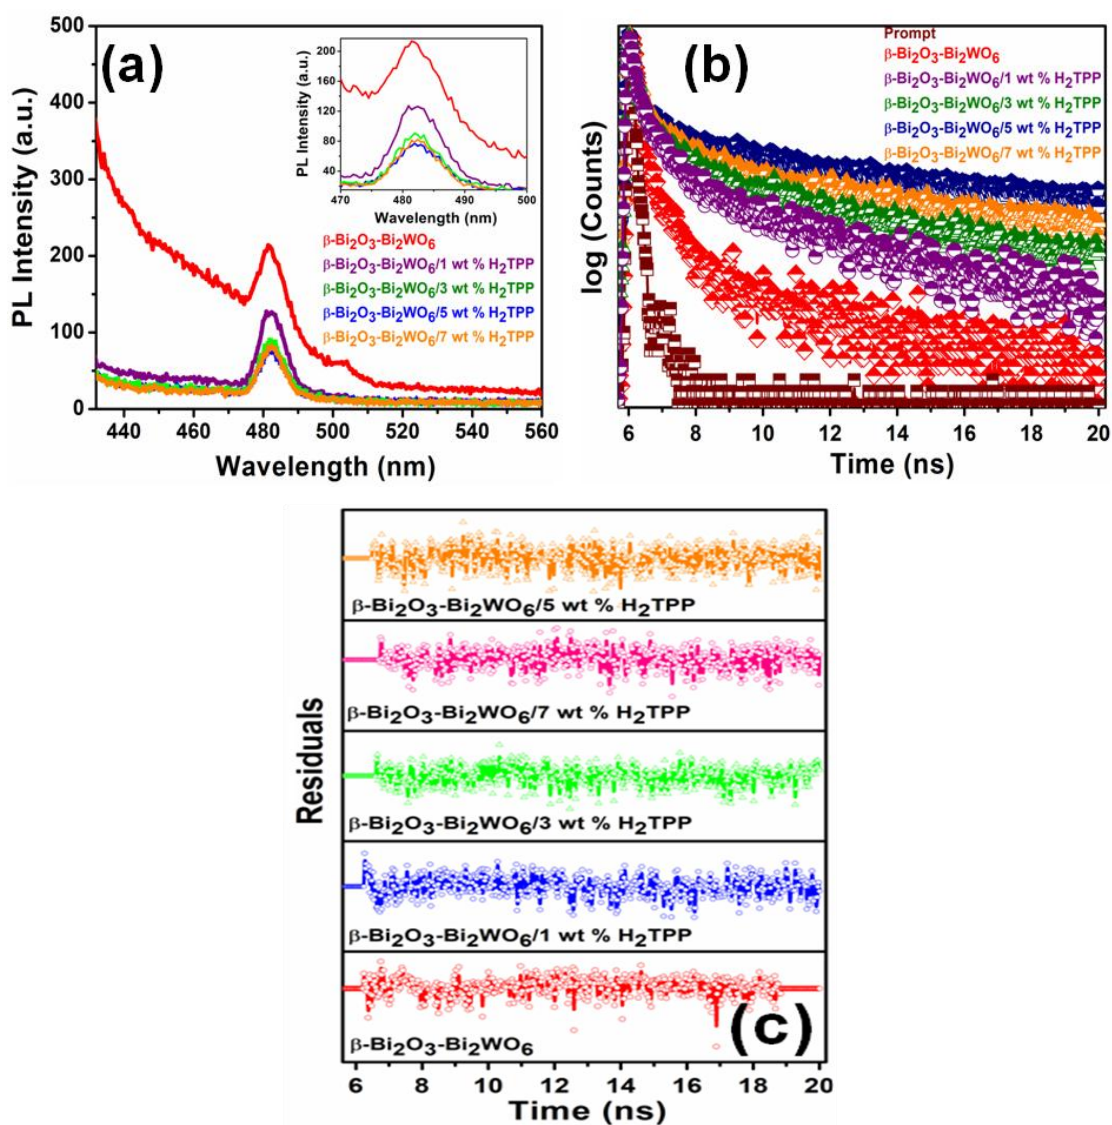 (a)
500
400
300
200
100
0
PL Intensity (a.u.)
440 460 480 500 520 540 560
Wavelength (nm)
200
160
120
80
40
PL Intensity (a.u.)
470 480 490 500
Wavelength (nm)
β-Bi2O3-Bi2WO6
β-Bi2O3-Bi2WO6/1 wt % H2TPP
β-Bi2O3-Bi2WO6/3 wt % H2TPP
β-Bi2O3-Bi2WO6/5 wt % H2TPP
β-Bi2O3-Bi2WO6/7 wt % H2TPP
(b)
Prompt
β-Bi2O3-Bi2WO6
β-Bi2O3-Bi2WO6/1 wt % H2TPP
β-Bi2O3-Bi2WO6/3 wt % H2TPP
β-Bi2O3-Bi2WO6/5 wt % H2TPP
β-Bi2O3-Bi2WO6/7 wt % H2TPP
log (Counts)
6 8 10 12 14 16 18 20
Time (ns)
Residuals
β-Bi2O3-Bi2WO6/5 wt % H2TPP
β-Bi2O3-Bi2WO6/7 wt % H2TPP
β-Bi2O3-Bi2WO6/3 wt % H2TPP
β-Bi2O3-Bi2WO6/1 wt % H2TPP
β-Bi2O3-Bi2WO6
(c)
6 8 10 12 14 16 18 20
Time (ns)